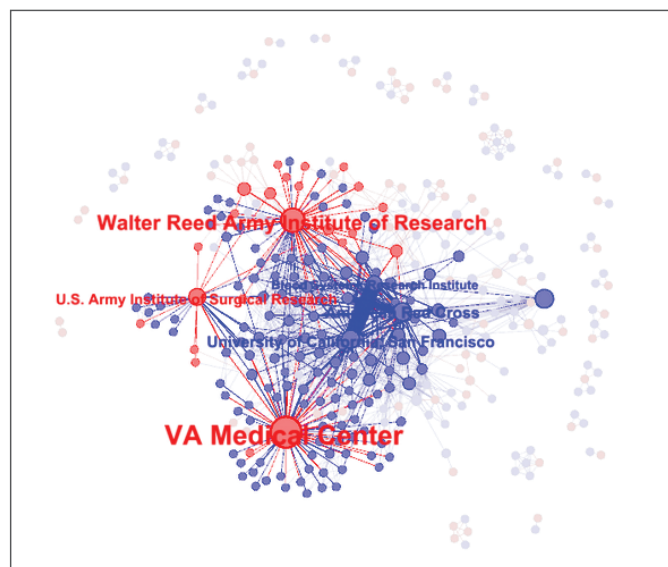 Walter Reed Army Institute of Research
Blood Systems Research Institute
U.S. Army Institute of Surgical Research
American Red Cross
University of California, San Francisco
VA Medical Center